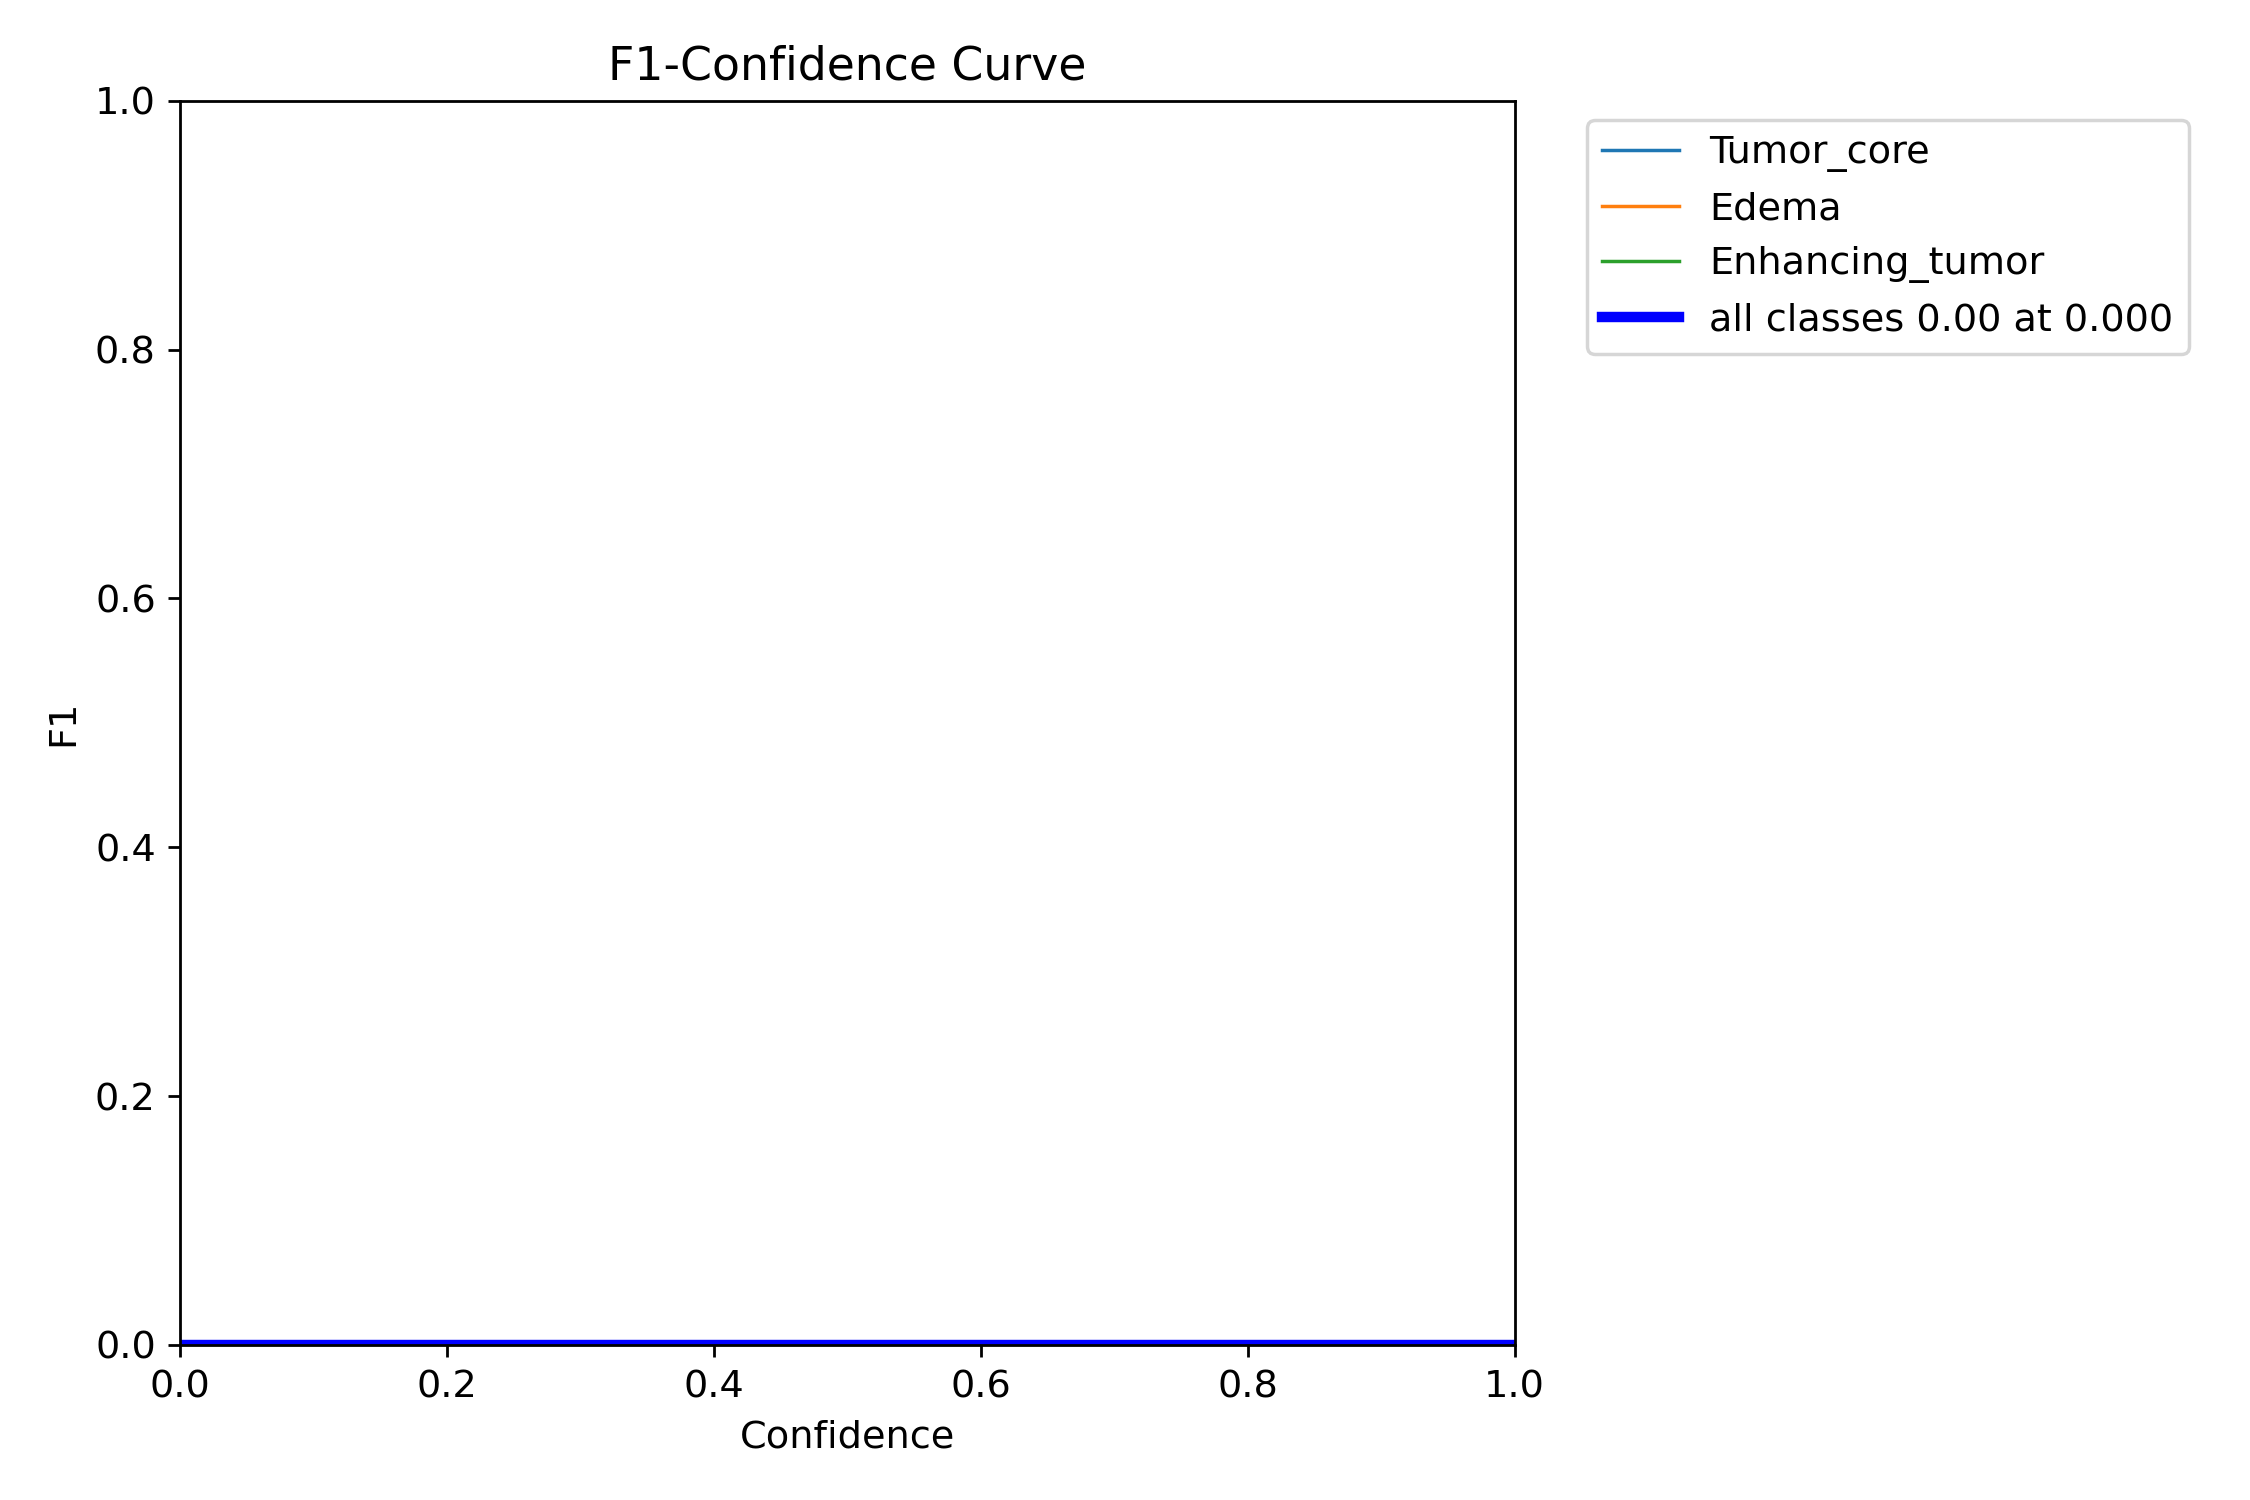 F1-Confidence Curve
1.0
0.8
0.6
0.4
0.2
0.0
F1
0.0 0.2 0.4 0.6 0.8 1.0
Confidence
Tumor_core
Edema
Enhancing_tumor
all classes 0.00 at 0.000